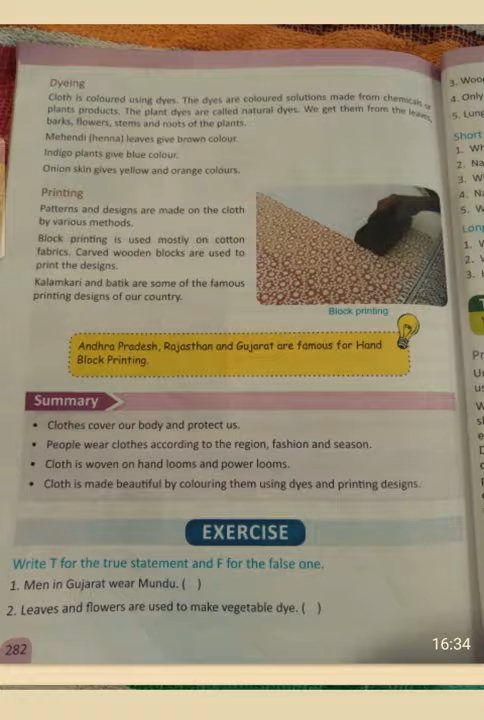 Dyeing
Cloth is coloured using dyes. The dyes are coloured solutions made from chemicals or
plants products. The plant dyes are called natural dyes. We get them from the leaves,
barks, flowers, stems and roots of the plants.
Mehendi (henna) leaves give brown colour.
Indigo plants give blue colour.
Onion skin gives yellow and orange colours.
Printing
Patterns and designs are made on the cloth
by various methods.
Block printing is used mostly on cotton
fabrics. Carved wooden blocks are used to
print the designs.
Kalamkari and batik are some of the famous
printing designs of our country.
Block printing
Andhra Pradesh, Rajasthan and Gujarat are famous for Hand
Block Printing.
Summary
• Clothes cover our body and protect us.
• People wear clothes according to the region, fashion and season.
• Cloth is woven on hand looms and power looms.
• Cloth is made beautiful by colouring them using dyes and printing designs.
EXERCISE
Write T for the true statement and F for the false one.
1. Men in Gujarat wear Mundu. ( )
2. Leaves and flowers are used to make vegetable dye. ( )
282
3.
4. Only
5.
Short
1.
2.
3.
4.
5.
1.
2.
3.
16:34